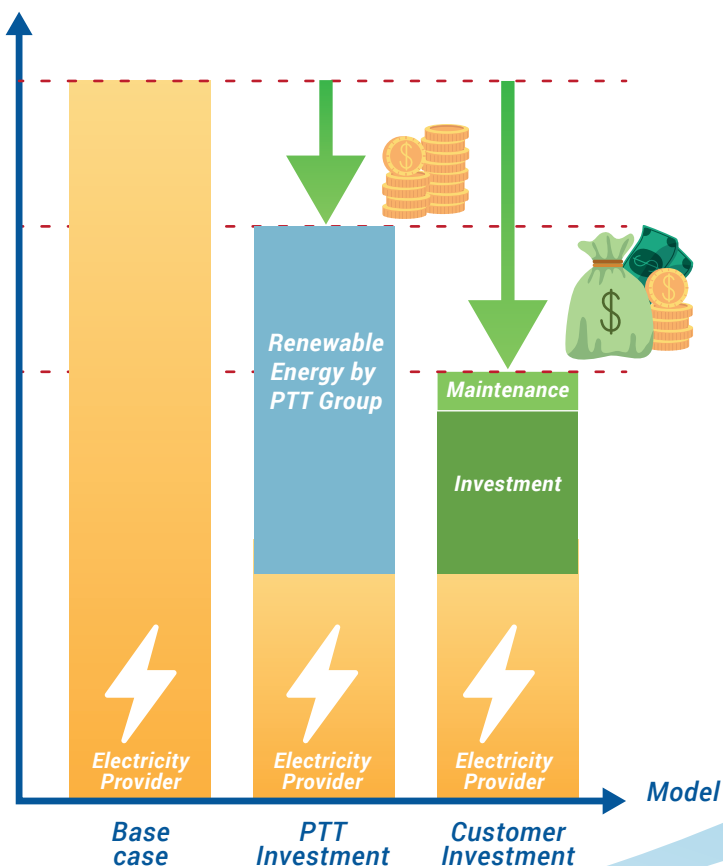 Renewable
Energy by
PTT Group
Maintenance
Investment
Electricity
Provider
Electricity
Provider
Electricity
Provider
Model
Base
case
PTT
Investment
Customer
Investment